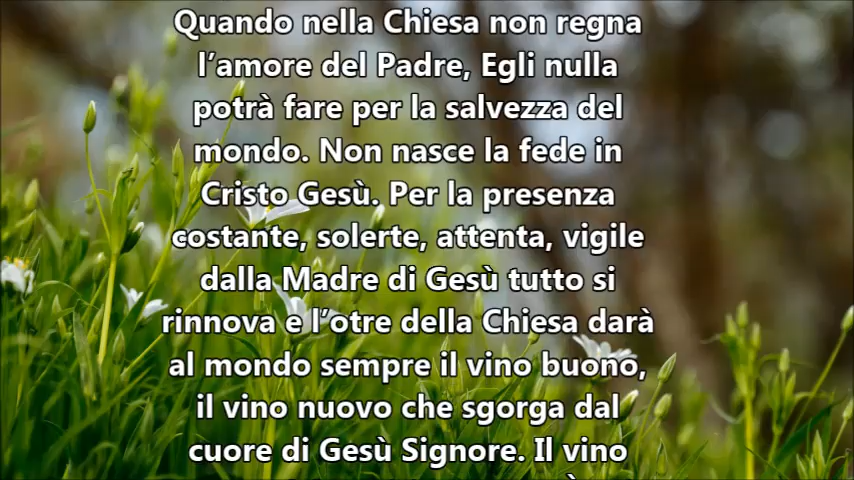 Quando nella Chiesa non regna
l’amore del Padre, Egli nulla
potrà fare per la salvezza del
mondo. Non nasce la fede in
Cristo Gesù. Per la presenza
costante, solerte, attenta, vigile
dalla Madre di Gesù tutto si
rinnova e l’otre della Chiesa darà
al mondo sempre il vino buono,
il vino nuovo che sgorga dal
cuore di Gesù Signore. Il vino